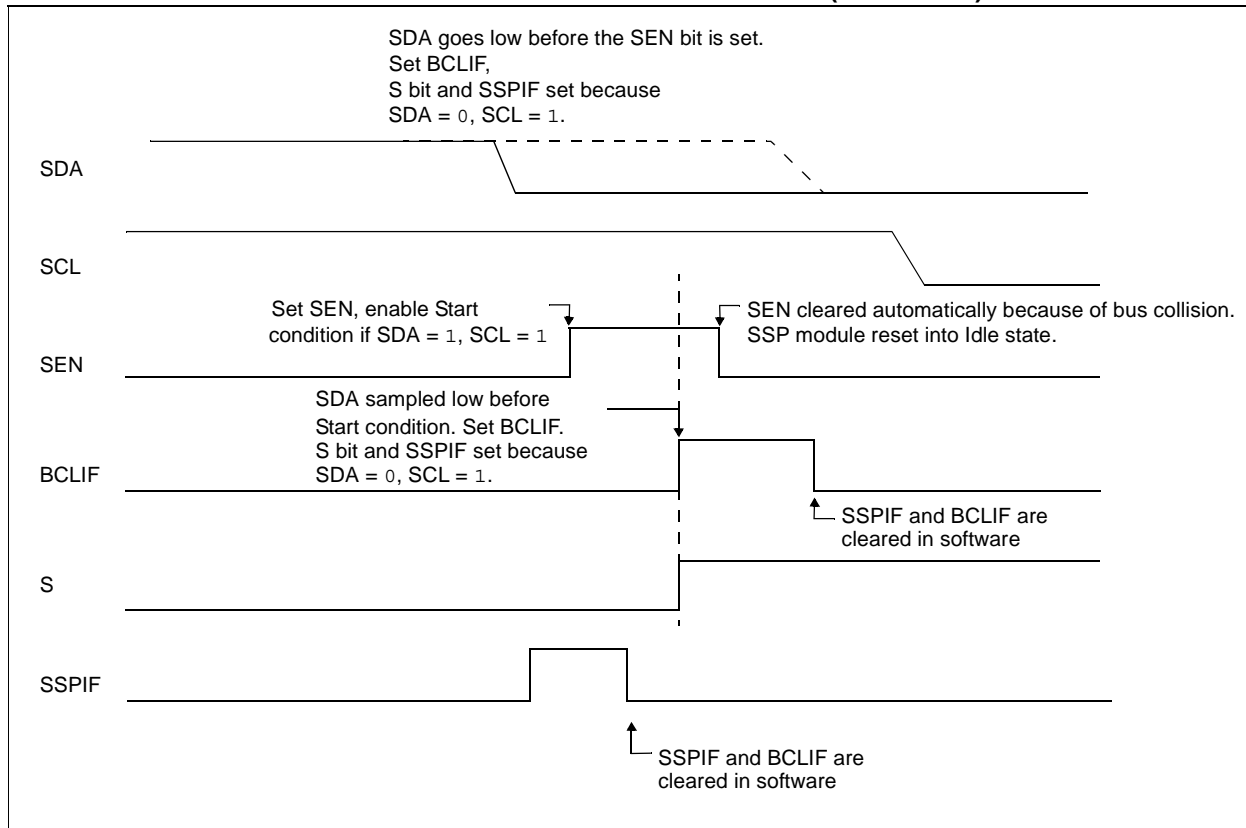 SDA goes low before the SEN bit is set.
Set BCLIF,
S bit and SSPIF set because
SDA = 0, SCL = 1.
SDA
SCL
Set SEN, enable Start
condition if SDA = 1, SCL = 1
SEN cleared automatically because of bus collision.
SSP module reset into Idle state.
SEN
SDA sampled low before
Start condition. Set BCLIF.
S bit and SSPIF set because
SDA = 0, SCL = 1.
BCLIF
SSPIF and BCLIF are
cleared in software
S
SSPIF
SSPIF and BCLIF are
cleared in software